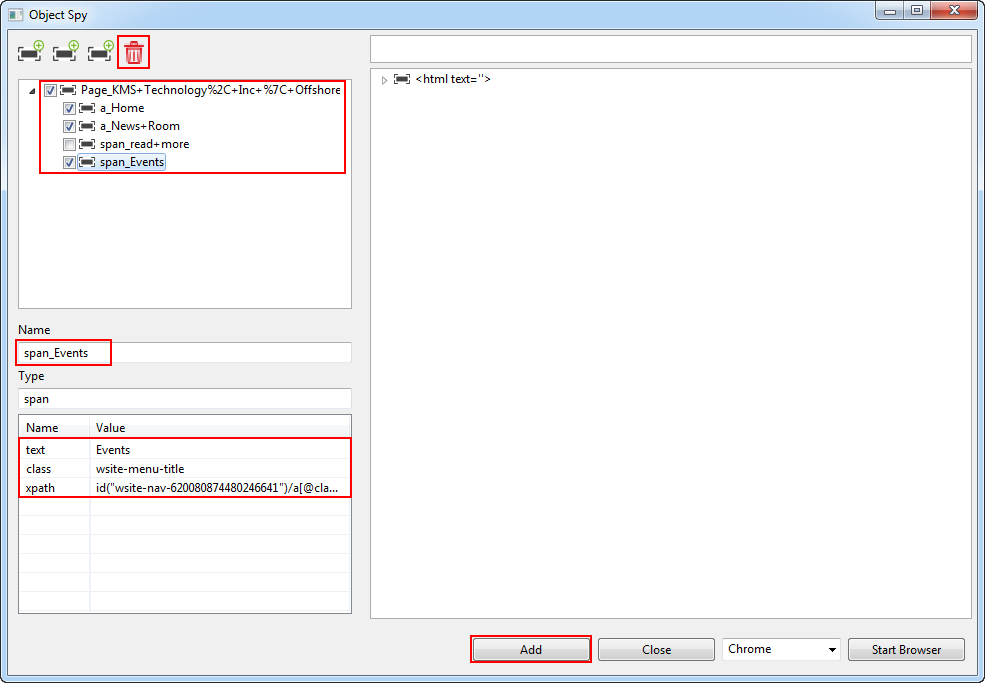 Object Spy
Page_KMS+Technology%2C+Inc+%7C+Offshore
a_Home
a_News+Room
span_read+more
span_Events
<html text=''>
Name
span_Events
Type
span
Name Value
text Events
class wsite-menu-title
xpath id("wsite-nav-620080874480246641")/a[@cla...
Add
Close
Chrome
Start Browser